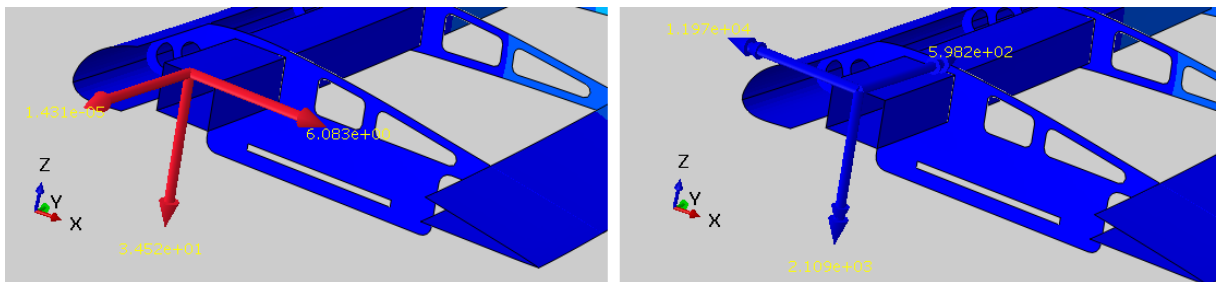 1.431e-05
6.083e+00
3.452e+01
Z
Y
X
1.197e+04
5.982e+02
2.109e+03
Z
Y
X